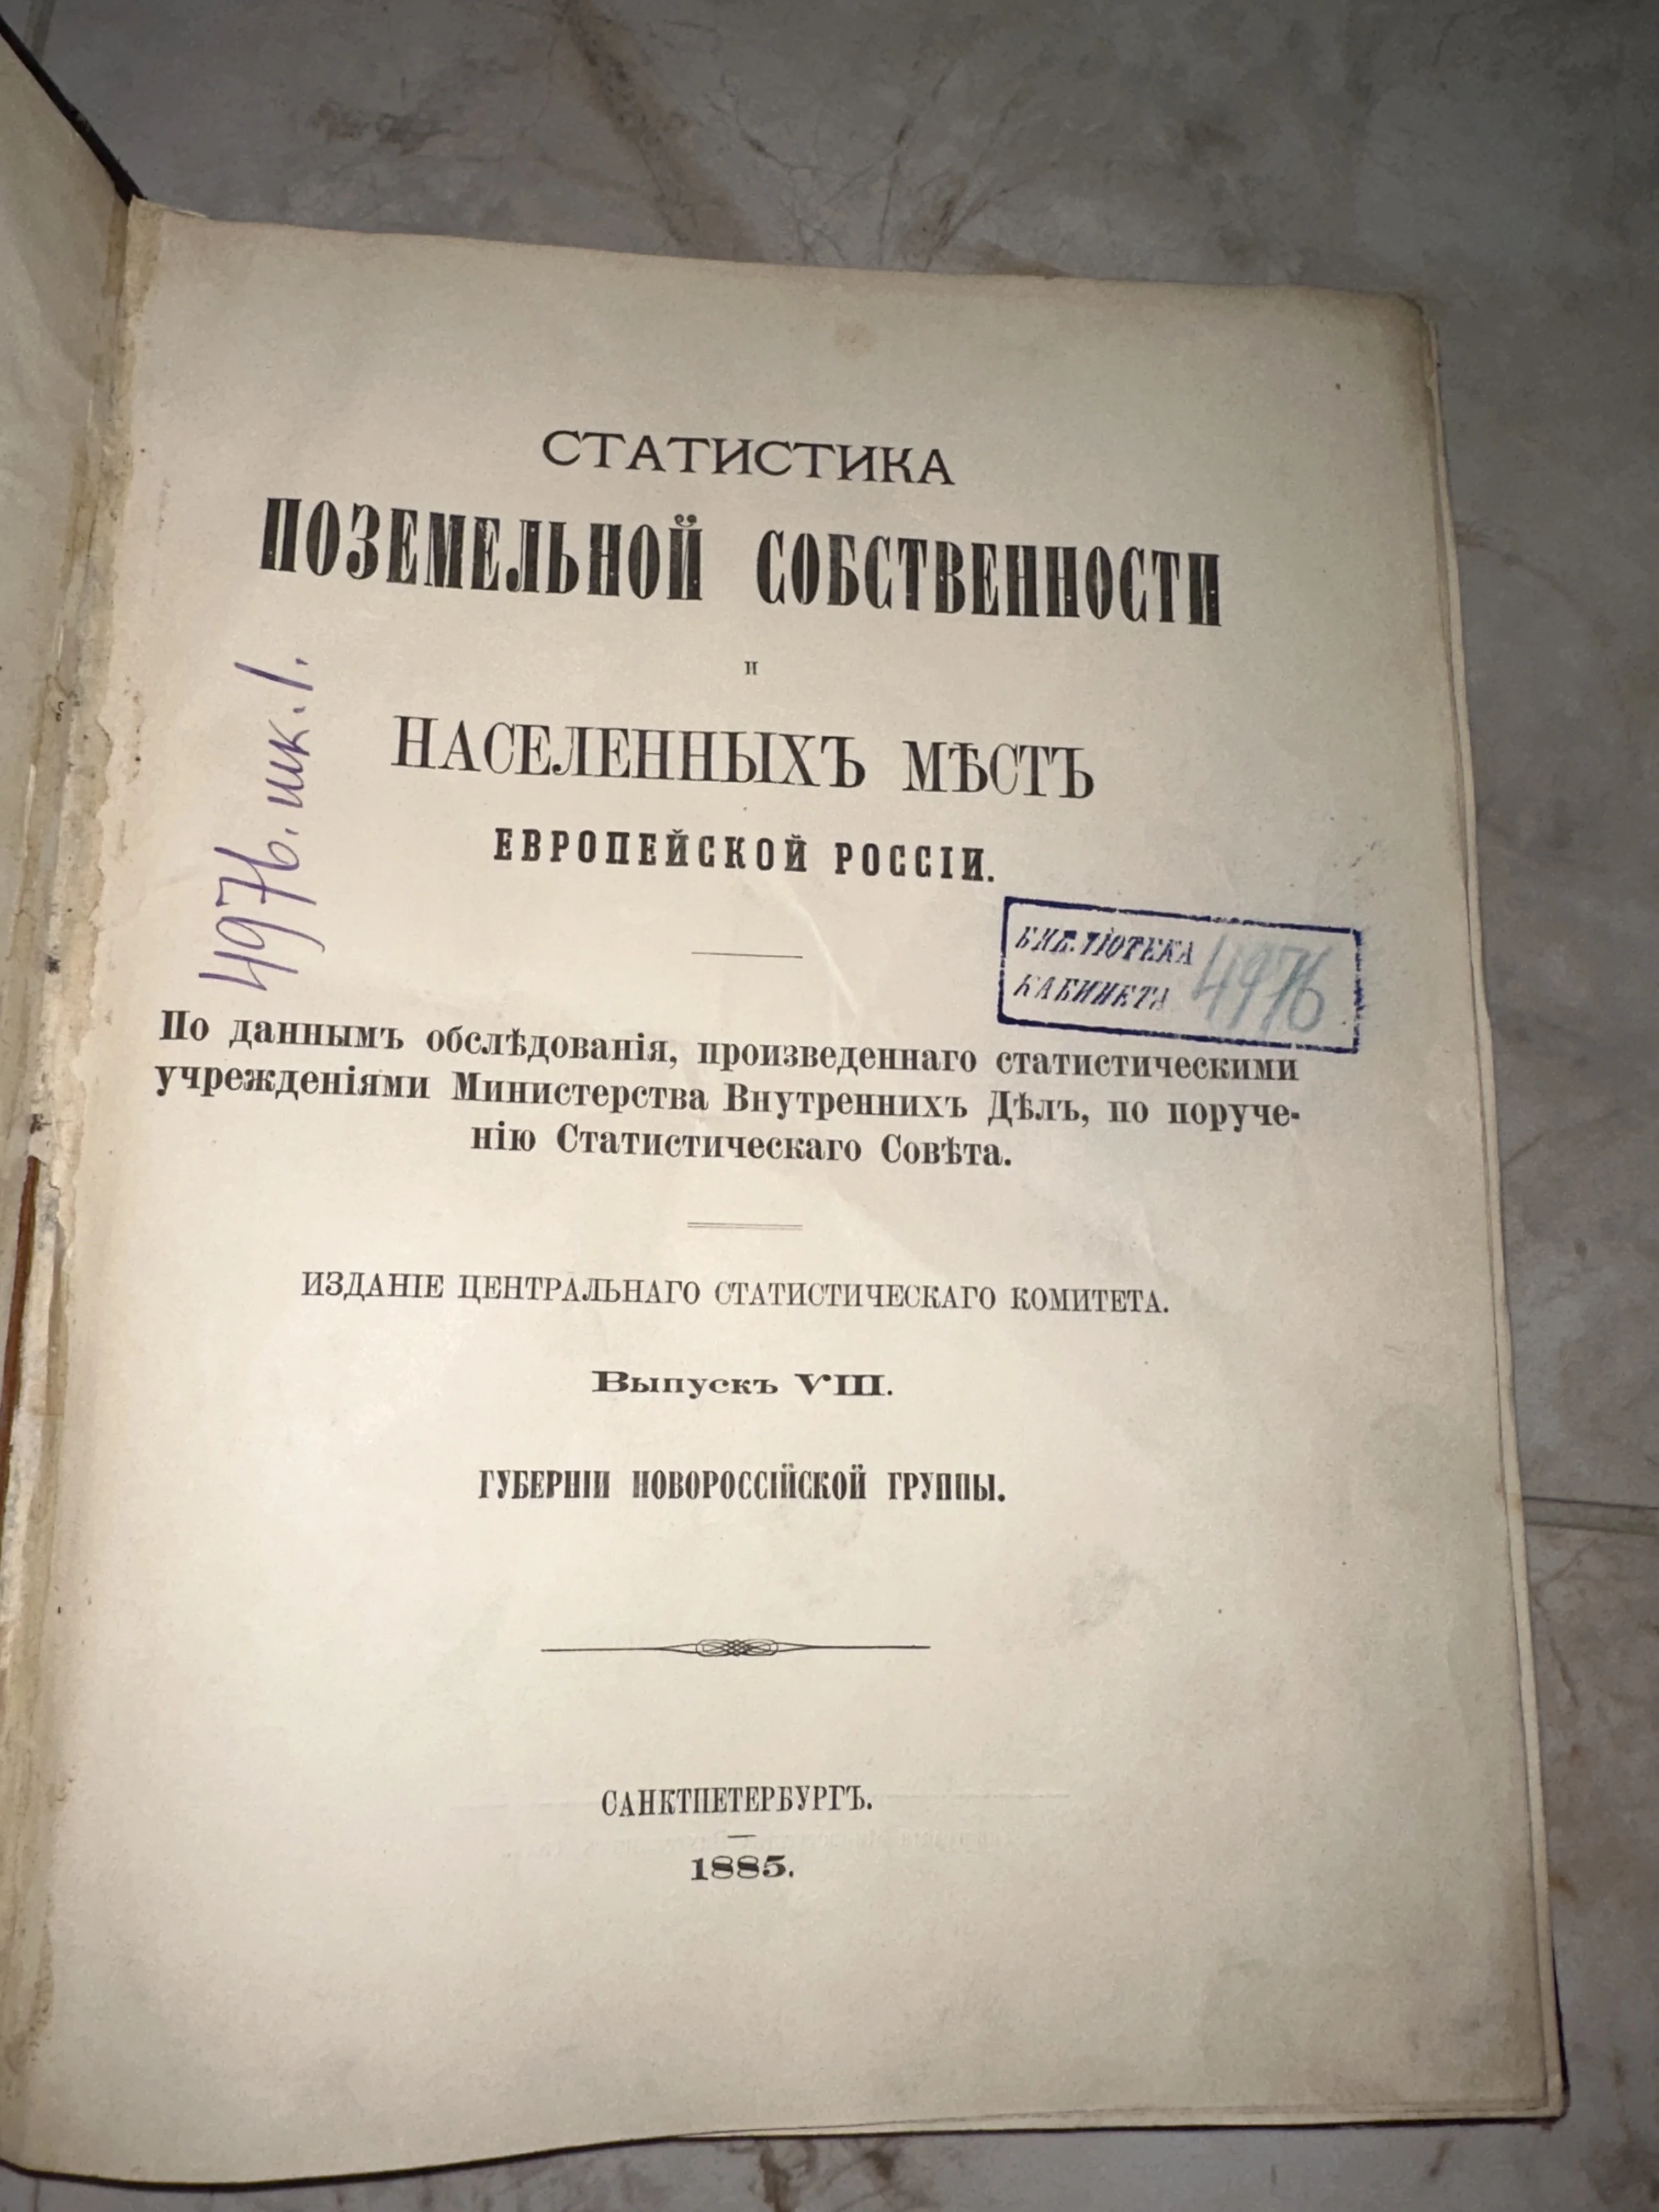 СТАТИСТИКА
ПОЗЕМЕЛЬНОЙ СОБСТВЕННОСТИ
и
НАСЕЛЕННЫХЪ МѢСТЪ
ЕВРОПЕЙСКОЙ РОССІИ.
4976. шк. 1.
БИБЛІОТЕКА
КАБИНЕТА
4976
По даннымъ обслѣдованія, произведеннаго статистическими
учрежденіями Министерства Внутреннихъ Дѣлъ, по поруче-
нію Статистическаго Совѣта.
ИЗДАНІЕ ЦЕНТРАЛЬНАГО СТАТИСТИЧЕСКАГО КОМИТЕТА.
Выпускъ VIII.
ГУБЕРНІИ НОВОРОССІЙСКОЙ ГРУППЫ.
САНКТПЕТЕРБУРГЪ.
1885.